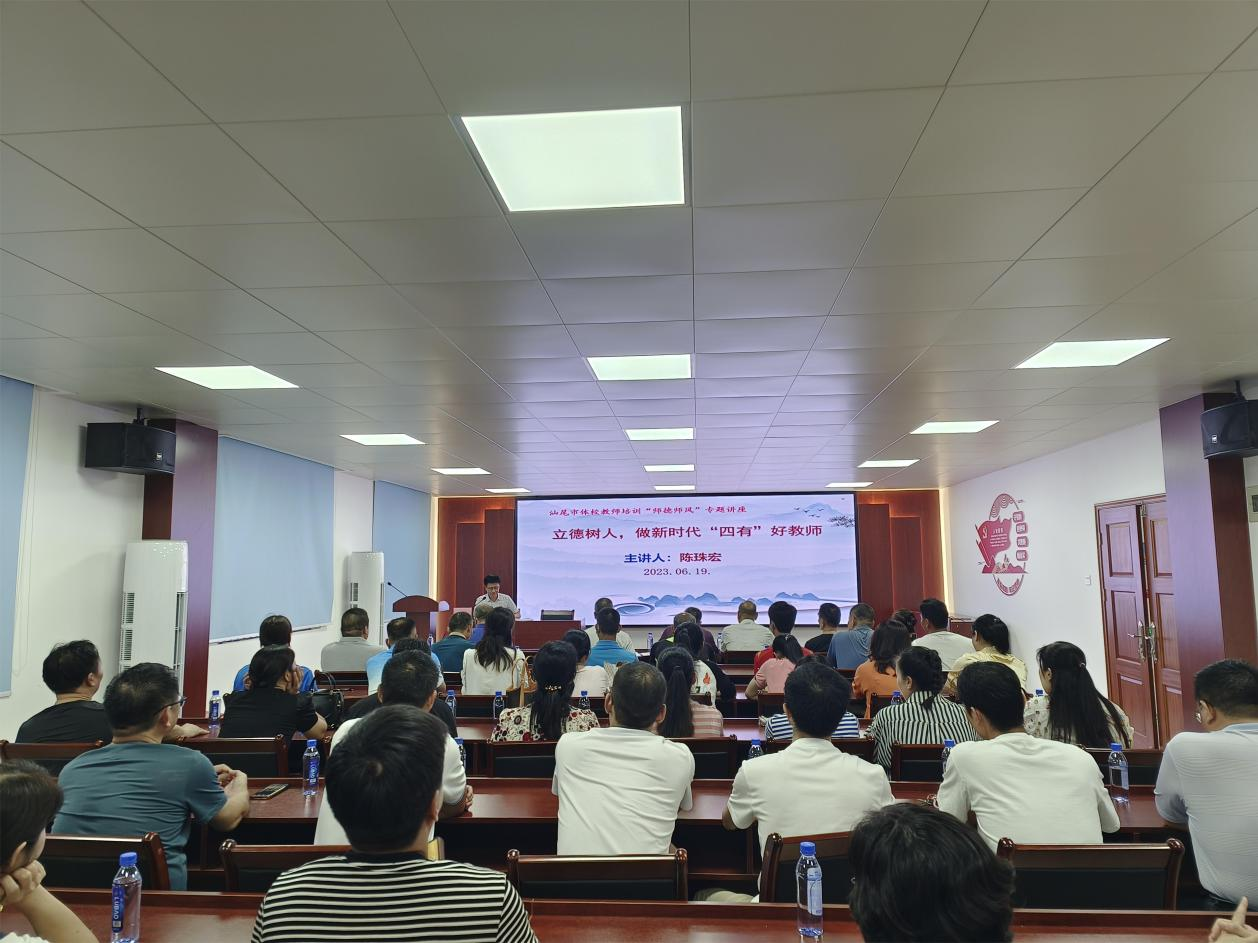 汕尾市体校教师培训“师德师风”专题讲座
立德树人，做新时代“四有”好教师
主讲人：陈珠宏
2023.06.19.
LUBAO